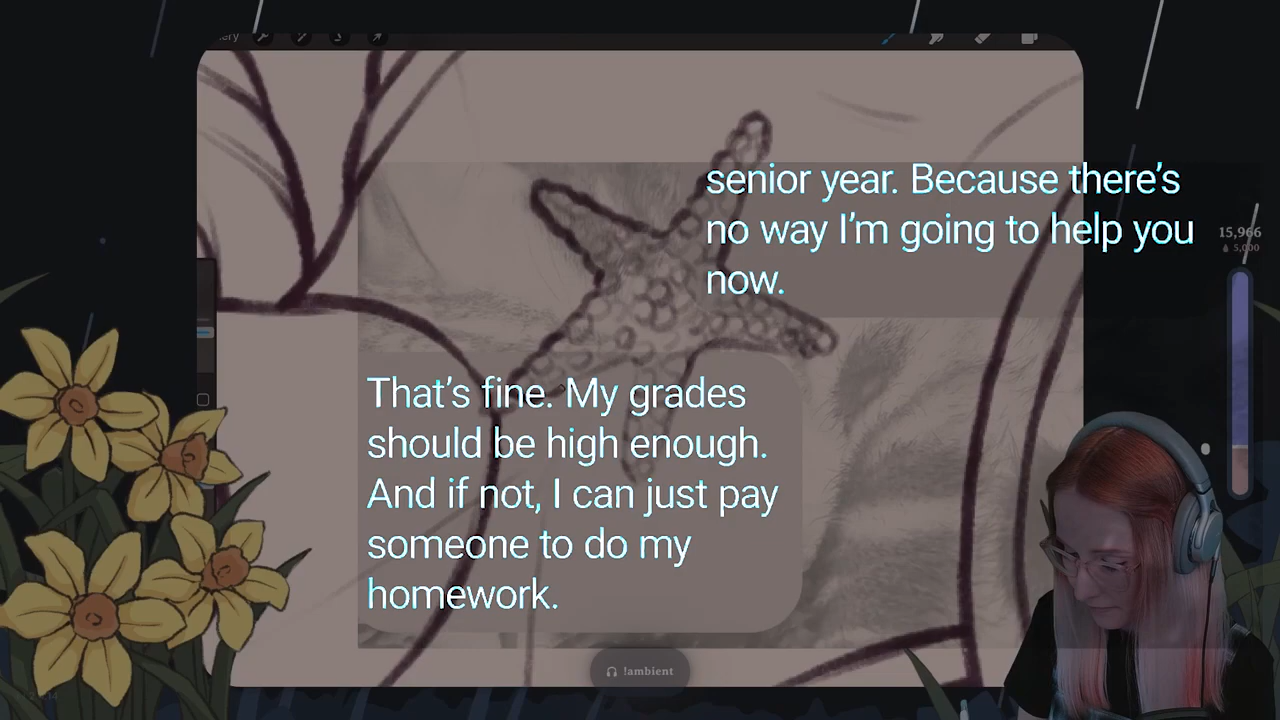 ery
senior year. Because there's
no way I'm going to help you
now.
15,966
5,000
That's fine. My grades
should be high enough.
And if not, I can just pay
someone to do my
homework.
!ambient